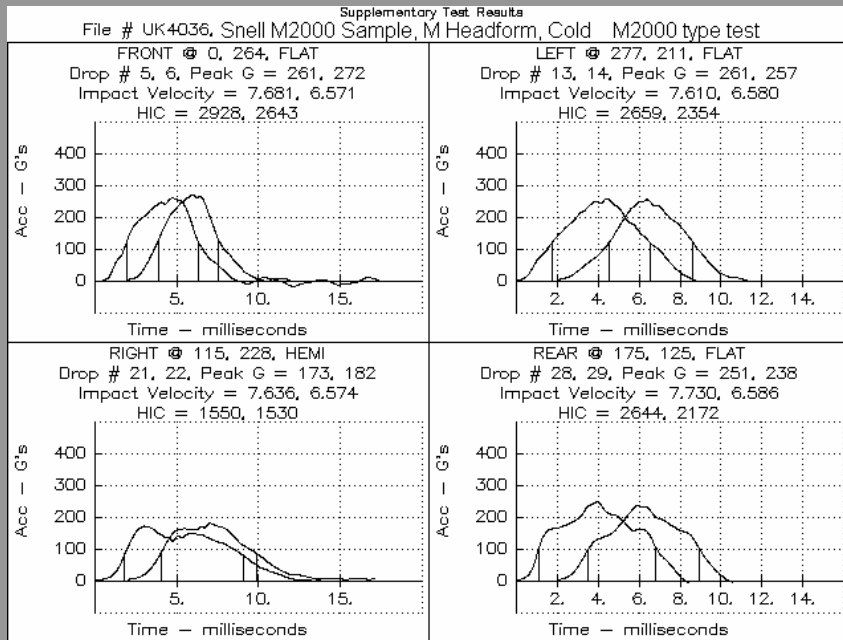 Supplementary Test Results
File # UK4036, Snell M2000 Sample, M Headform, Cold M2000 type test
FRONT @ 0, 264, FLAT
Drop # 5, 6, Peak G = 261, 272
Impact Velocity = 7.681, 6.571
HIC = 2928, 2643
Acc – G's
400
300
200
100
0
5. 10. 15.
Time – milliseconds
LEFT @ 277, 211, FLAT
Drop # 13, 14, Peak G = 261, 257
Impact Velocity = 7.610, 6.580
HIC = 2659, 2354
Acc – G's
400
300
200
100
0
2. 4. 6. 8. 10. 12. 14.
Time – milliseconds
RIGHT @ 115, 228, HEMI
Drop # 21, 22, Peak G = 173, 182
Impact Velocity = 7.636, 6.574
HIC = 1550, 1530
Acc – G's
400
300
200
100
0
5. 10. 15.
Time – milliseconds
REAR @ 175, 125, FLAT
Drop # 28, 29, Peak G = 251, 238
Impact Velocity = 7.730, 6.586
HIC = 2644, 2172
Acc – G's
400
300
200
100
0
2. 4. 6. 8. 10. 12. 14.
Time – milliseconds